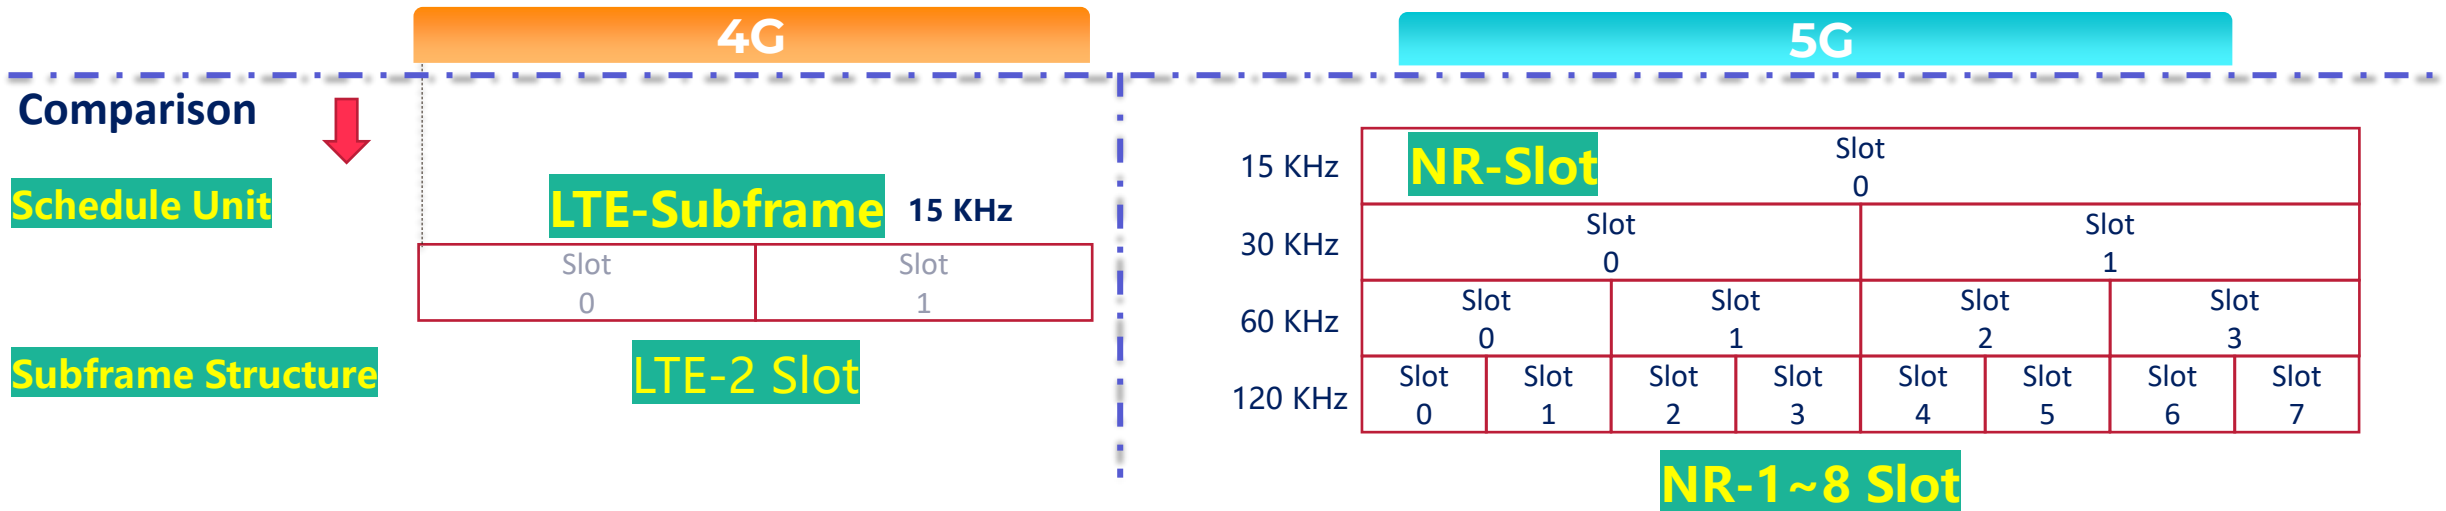 4G
5G
Comparison
Schedule Unit
LTE-Subframe 15 KHz
Slot 0
Slot 1
Subframe Structure
LTE-2 Slot
15 KHz
NR-Slot
Slot 0
30 KHz
Slot 0
Slot 1
60 KHz
Slot 0
Slot 1
Slot 2
Slot 3
120 KHz
Slot 0
Slot 1
Slot 2
Slot 3
Slot 4
Slot 5
Slot 6
Slot 7
NR-1~8 Slot